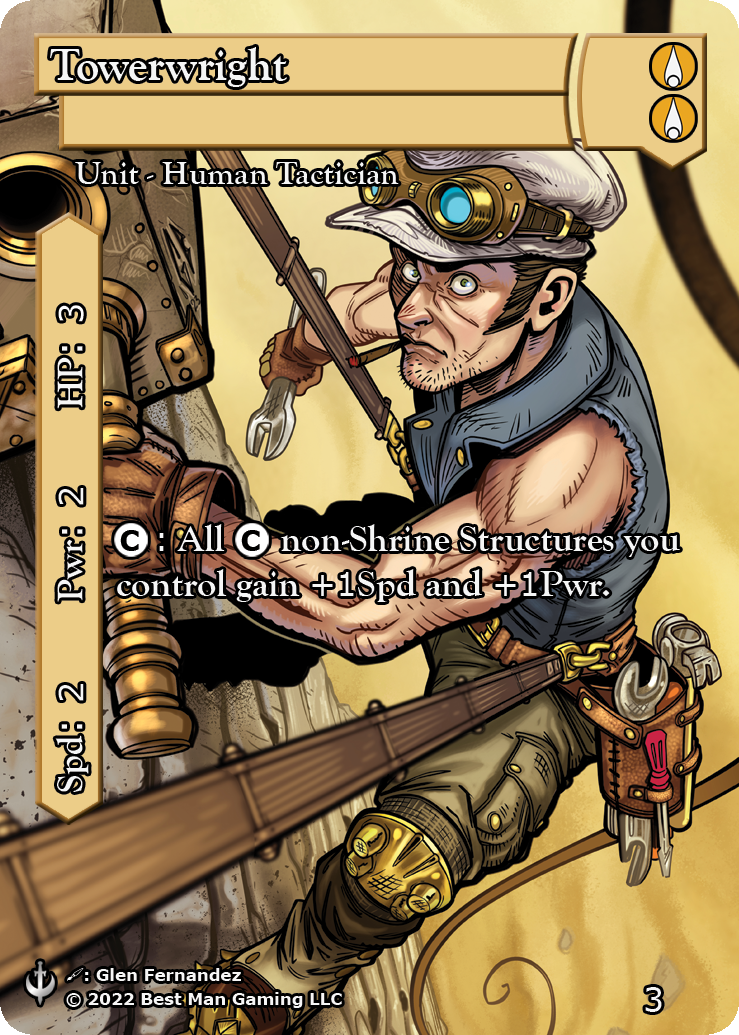 Towerwright
Unit - Human Tactician
HP: 3
Pwr: 2
Spd: 2
C : All C non-Shrine Structures you
control gain +1Spd and +1Pwr.
: Glen Fernandez
© 2022 Best Man Gaming LLC
3